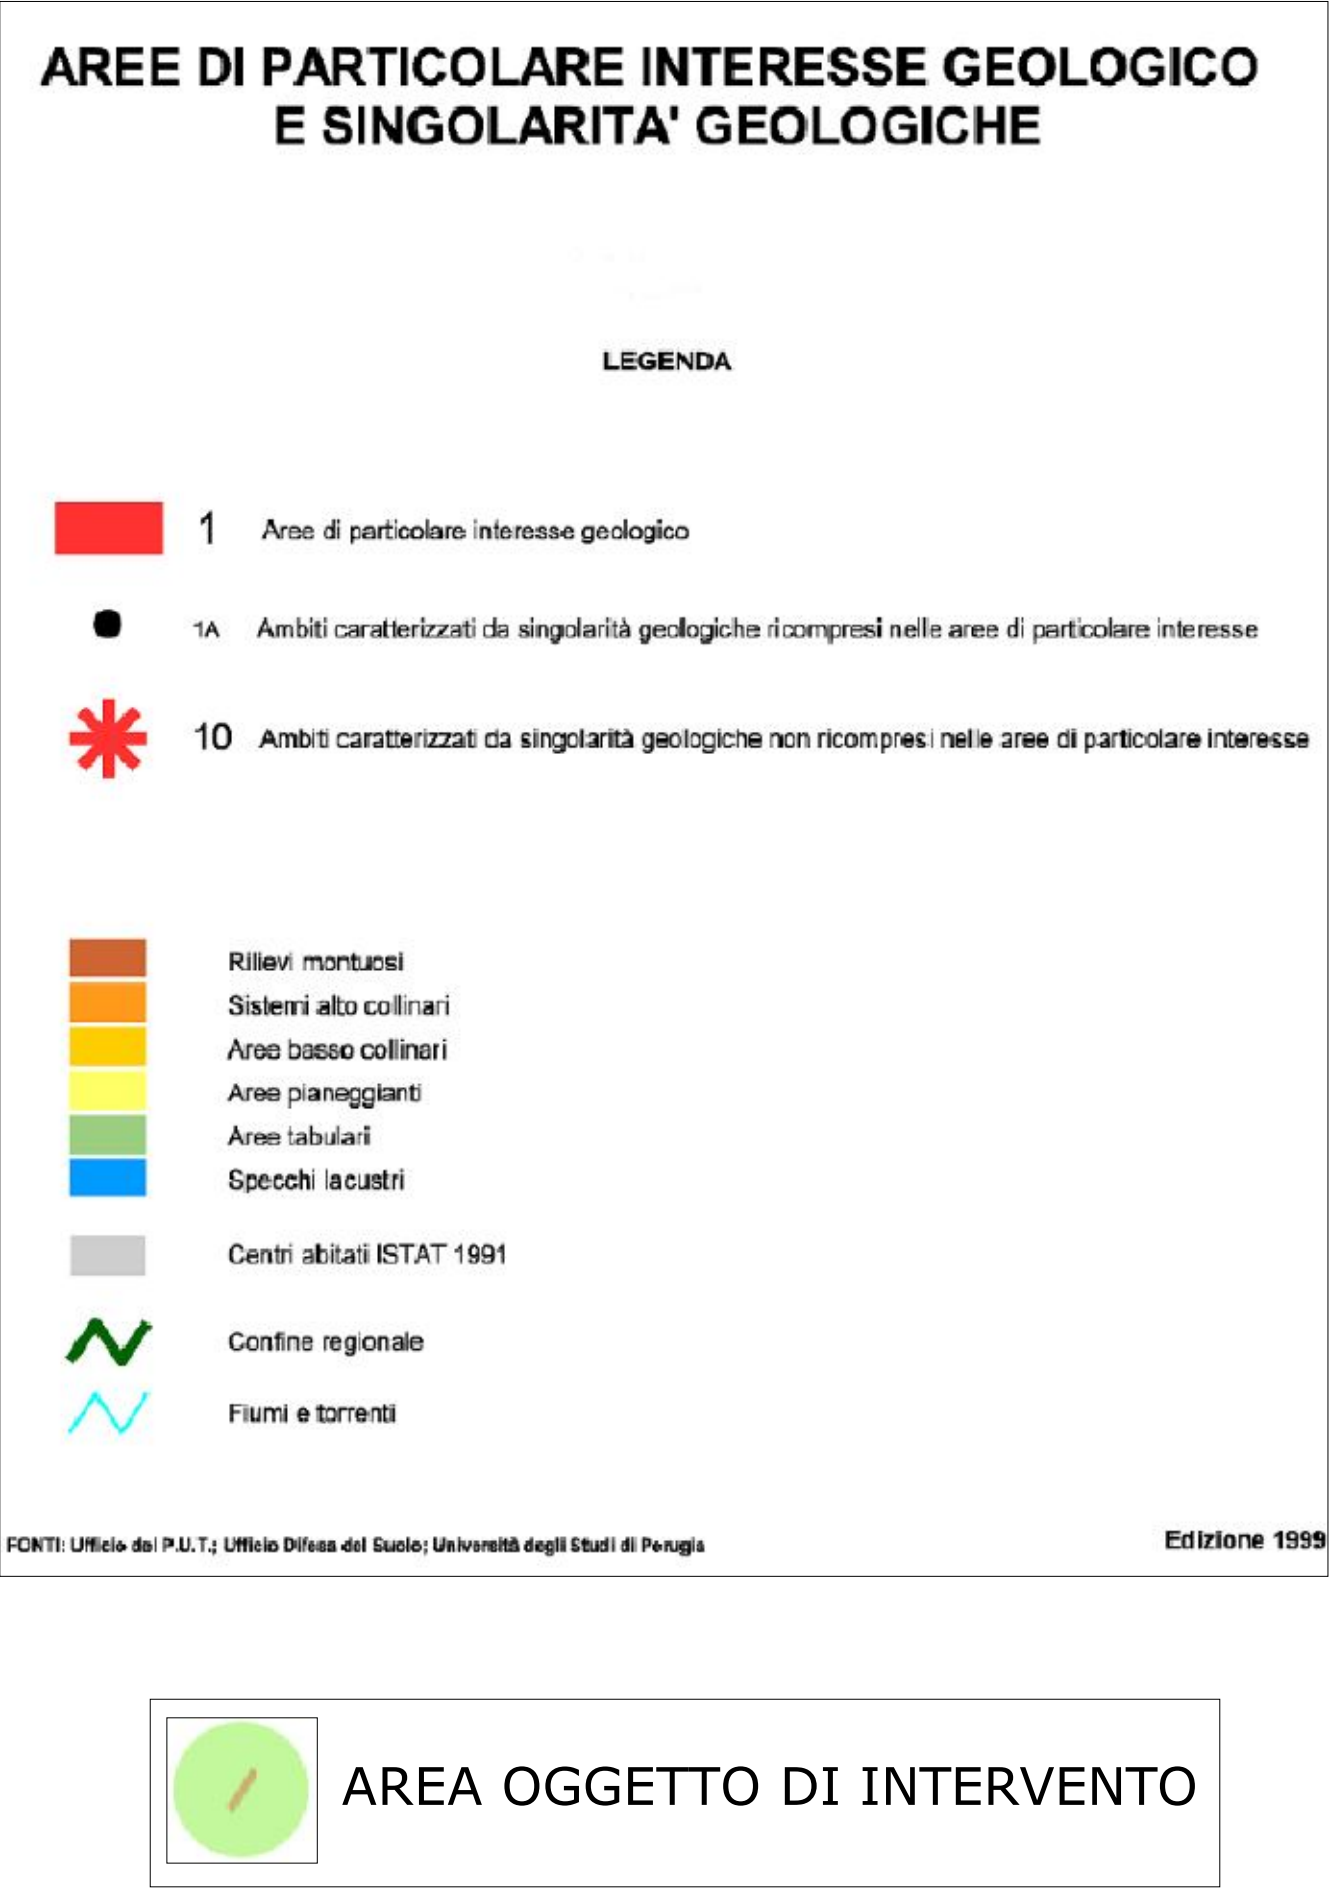 AREE DI PARTICOLARE INTERESSE GEOLOGICO
E SINGOLARITA' GEOLOGICHE
LEGENDA
1 Aree di particolare interesse geologico
1A Ambiti caratterizzati da singolarità geologiche ricompresi nelle aree di particolare interesse
10 Ambiti caratterizzati da singolarità geologiche non ricompresi nelle aree di particolare interesse
Rilievi montuosi
Sistemi alto collinari
Aree basso collinari
Aree pianeggianti
Aree tabulari
Specchi lacustri
Centri abitati ISTAT 1991
Confine regionale
Fiumi e torrenti
FONTI: Ufficio del P.U.T.; Ufficio Difesa del Suolo; Università degli Studi di Perugia
Edizione 1999
AREA OGGETTO DI INTERVENTO